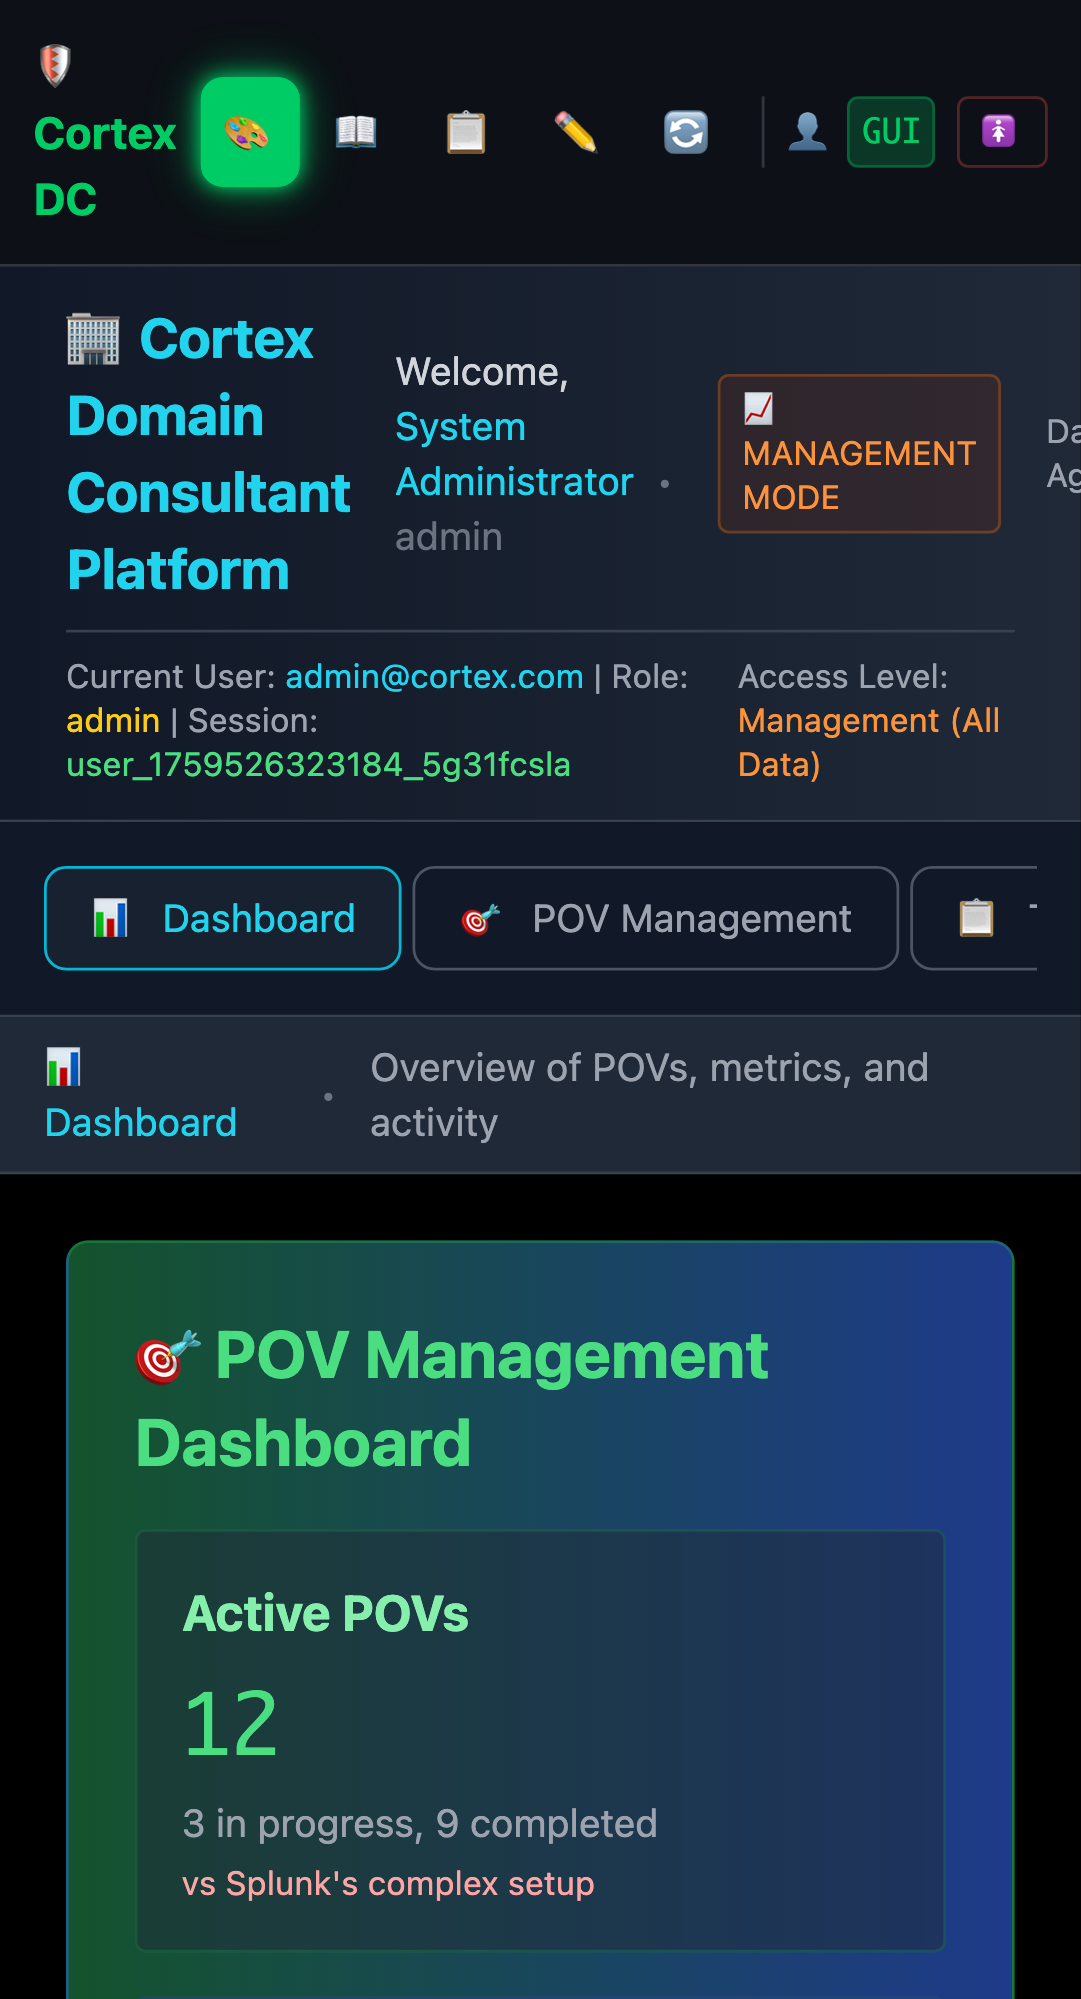 Cortex
DC
GUI
Cortex
Domain
Consultant
Platform
Welcome,
System
Administrator •
admin
MANAGEMENT
MODE
Current User: admin@cortex.com | Role:
admin | Session:
user_1759526323184_5g31fcsla
Access Level:
Management (All
Data)
Dashboard
POV Management
Dashboard
•
Overview of POVs, metrics, and
activity
POV Management
Dashboard
Active POVs
12
3 in progress, 9 completed
vs Splunk's complex setup